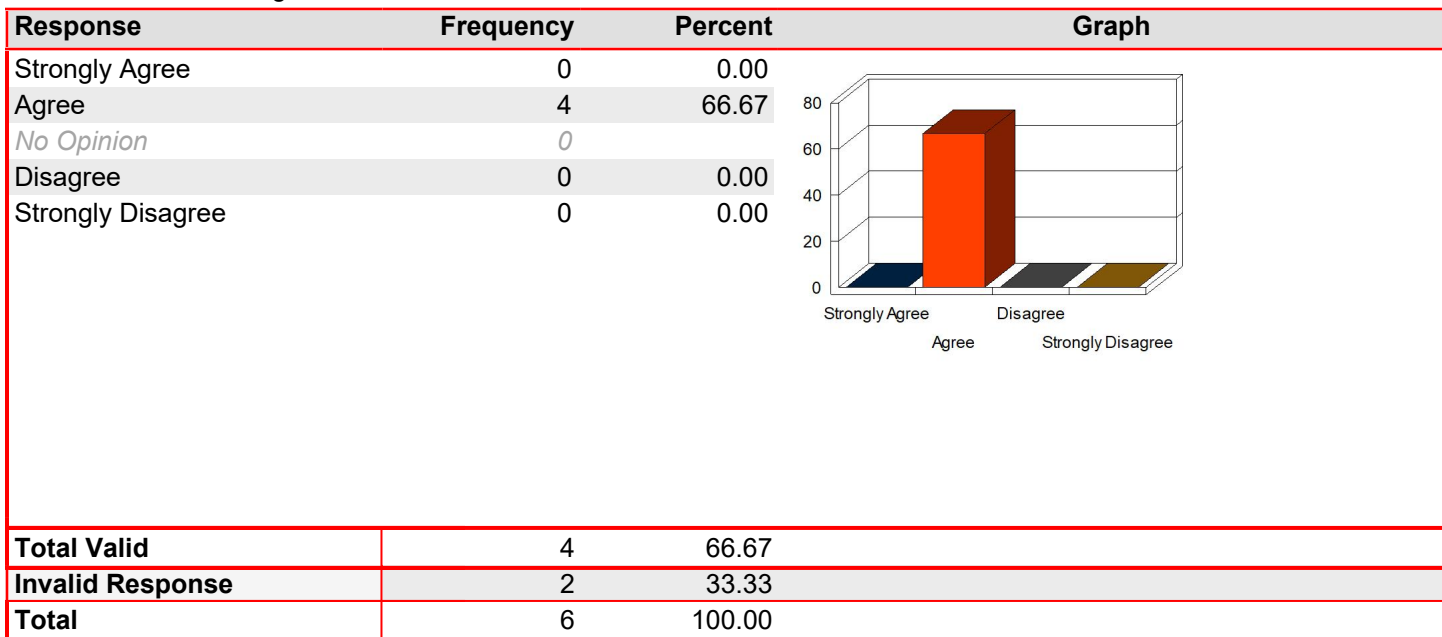 Response Frequency Percent Graph
Strongly Agree 0 0.00
Agree 4 66.67
No Opinion 0
Disagree 0 0.00
Strongly Disagree 0 0.00
80
60
40
20
0
Strongly Agree Disagree
Agree Strongly Disagree
Total Valid 4 66.67
Invalid Response 2 33.33
Total 6 100.00